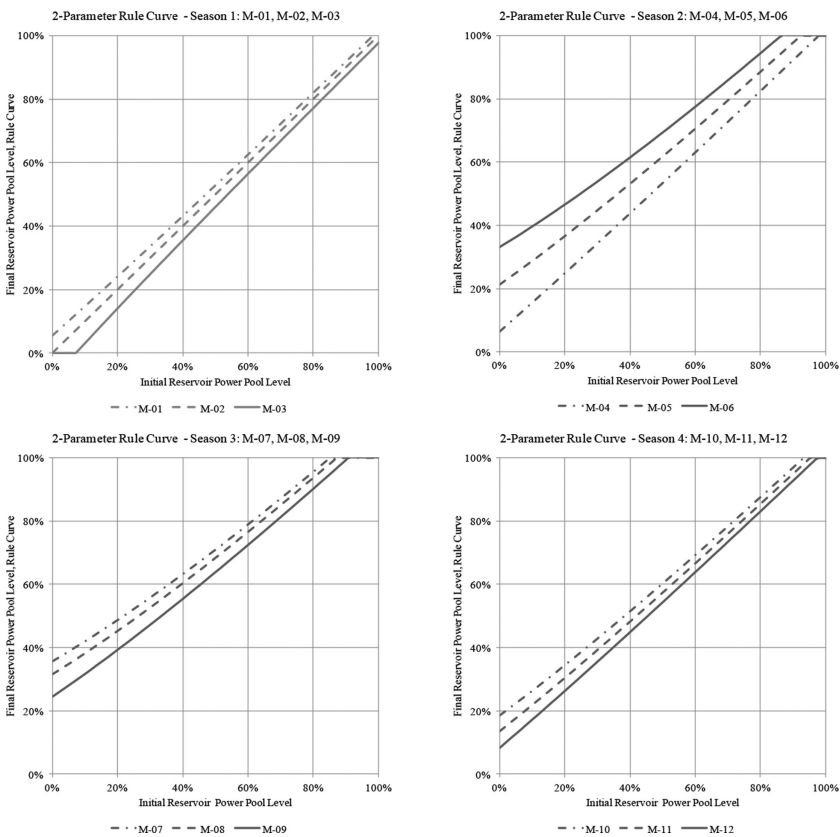 2-Parameter Rule Curve - Season 1: M-01, M-02, M-03
100%
80%
60%
40%
20%
0%
Final Reservoir Power Pool Level, Rule Curve
0% 20% 40% 60% 80% 100%
Initial Reservoir Power Pool Level
M-01 M-02 M-03
2-Parameter Rule Curve - Season 2: M-04, M-05, M-06
100%
80%
60%
40%
20%
0%
Final Reservoir Power Pool Level, Rule Curve
0% 20% 40% 60% 80% 100%
Initial Reservoir Power Pool Level
M-04 M-05 M-06
2-Parameter Rule Curve - Season 3: M-07, M-08, M-09
100%
80%
60%
40%
20%
0%
Final Reservoir Power Pool Level, Rule Curve
0% 20% 40% 60% 80% 100%
Initial Reservoir Power Pool Level
M-07 M-08 M-09
2-Parameter Rule Curve - Season 4: M-10, M-11, M-12
100%
80%
60%
40%
20%
0%
Final Reservoir Power Pool Level, Rule Curve
0% 20% 40% 60% 80% 100%
Initial Reservoir Power Pool Level
M-10 M-11 M-12